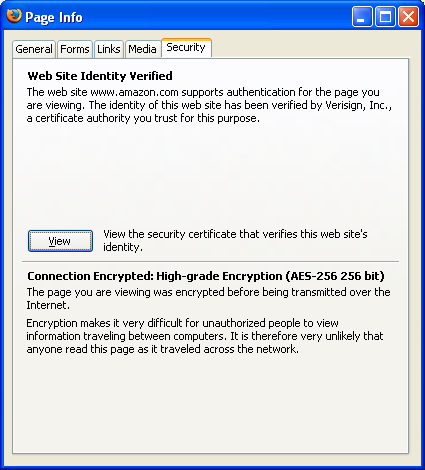 Page Info
General Forms Links Media Security
Web Site Identity Verified
The web site www.amazon.com supports authentication for the page you
are viewing. The identity of this web site has been verified by Verisign, Inc.,
a certificate authority you trust for this purpose.
View
View the security certificate that verifies this web site's
identity.
Connection Encrypted: High-grade Encryption (AES-256 256 bit)
The page you are viewing was encrypted before being transmitted over the
Internet.
Encryption makes it very difficult for unauthorized people to view
information traveling between computers. It is therefore very unlikely that
anyone read this page as it traveled across the network.